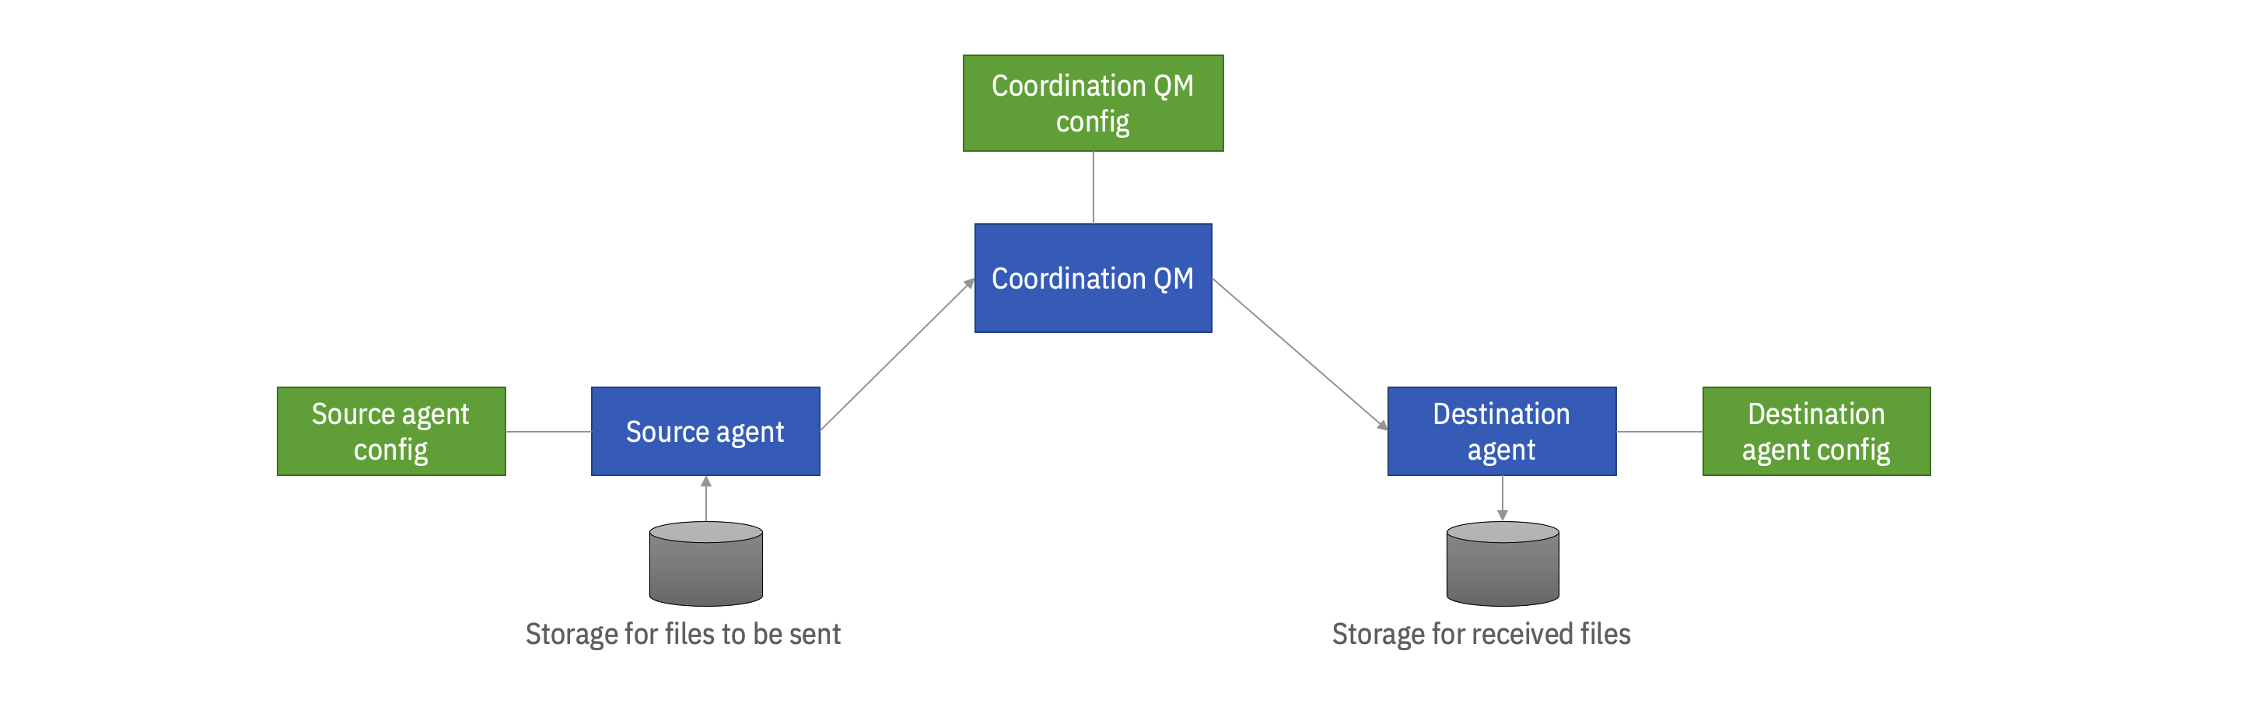 Coordination QM
config
Coordination QM
Source agent
config
Source agent
Destination
agent
Destination
agent config
Storage for files to be sent
Storage for received files